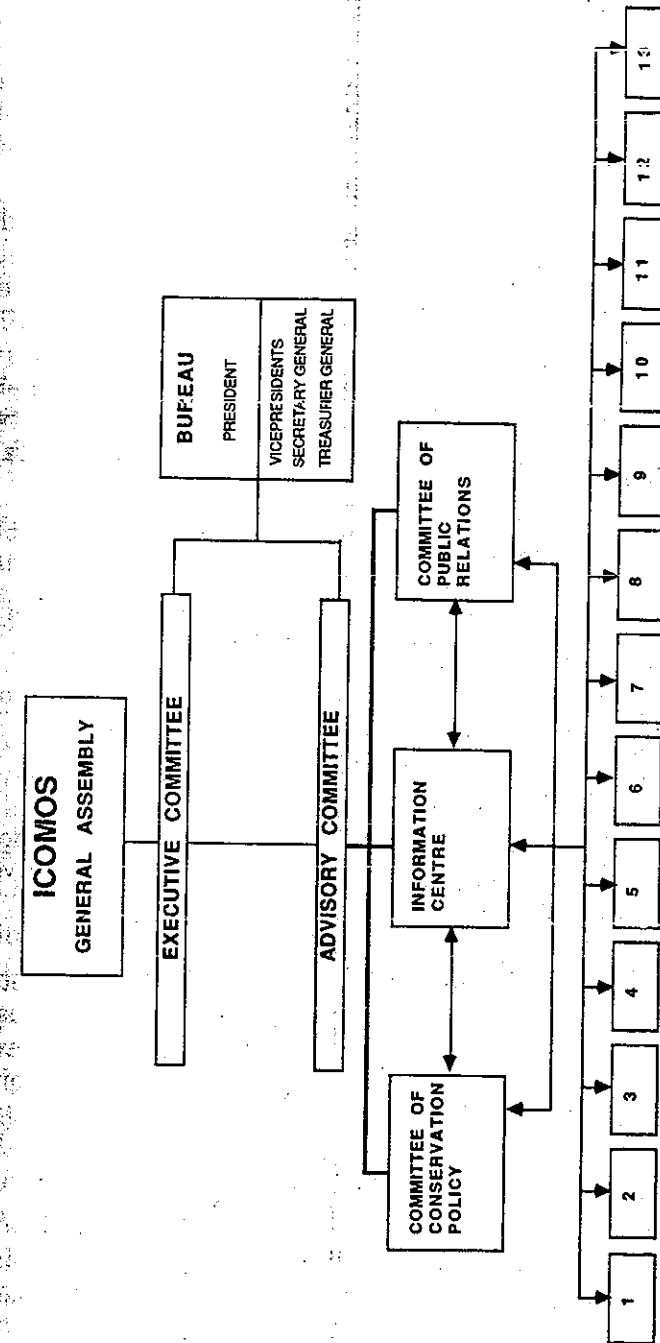 ICOMOS
GENERAL ASSEMBLY
EXECUTIVE COMMITTEE
BUREAU
PRESIDENT
VICEPRESIDENTS
SECRETARY GENERAL
TREASURER GENERAL
ADVISORY COMMITTEE
COMMITTEE OF
CONSERVATION
POLICY
INFORMATION
CENTRE
COMMITTEE OF
PUBLIC
RELATIONS
1
2
3
4
5
6
7
8
9
10
11
12
13